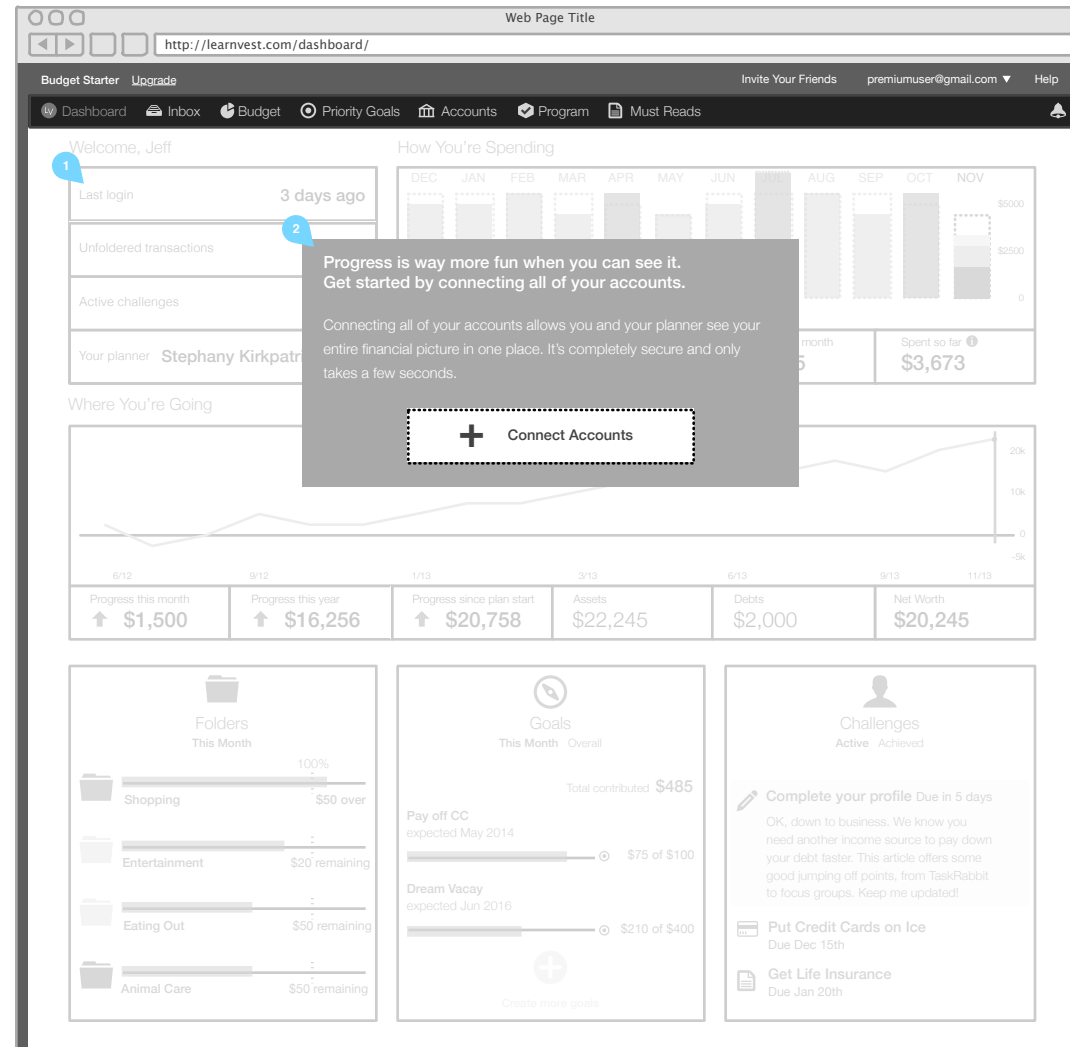 Web Page Title
http://learnvest.com/dashboard/
Budget Starter Upgrade Invite Your Friends premiumuser@gmail.com ▼ Help
LV Dashboard Inbox Budget Priority Goals Accounts Program Must Reads
Welcome, Jeff
1
Last login 3 days ago
Unfoldered transactions
Active challenges
Your planner Stephany Kirkpatri
How You're Spending
DEC JAN FEB MAR APR MAY JUN JUL AUG SEP OCT NOV
$5000
$2500
0
month
5
Spent so far
$3,673
2
Progress is way more fun when you can see it.
Get started by connecting all of your accounts.
Connecting all of your accounts allows you and your planner see your
entire financial picture in one place. It's completely secure and only
takes a few seconds.
+ Connect Accounts
Where You're Going
20k
10k
0
-5k
6/12 9/12 1/13 3/13 6/13 9/13 11/13
Progress this month
$1,500
Progress this year
$16,256
Progress since plan start
$20,758
Assets
$22,245
Debts
$2,000
Net Worth
$20,245
Folders
This Month
100%
Shopping $50 over
Entertainment $20 remaining
Eating Out $50 remaining
Animal Care $50 remaining
Goals
This Month Overall
Total contributed $485
Pay off CC
expected May 2014
$75 of $100
Dream Vacay
expected Jun 2016
$210 of $400
Create more goals
Challenges
Active Achieved
Complete your profile Due in 5 days
OK, down to business. We know you
need another income source to pay down
your debt faster. This article offers some
good jumping off points, from TaskRabbit
to focus groups. Keep me updated!
Put Credit Cards on Ice
Due Dec 15th
Get Life Insurance
Due Jan 20th